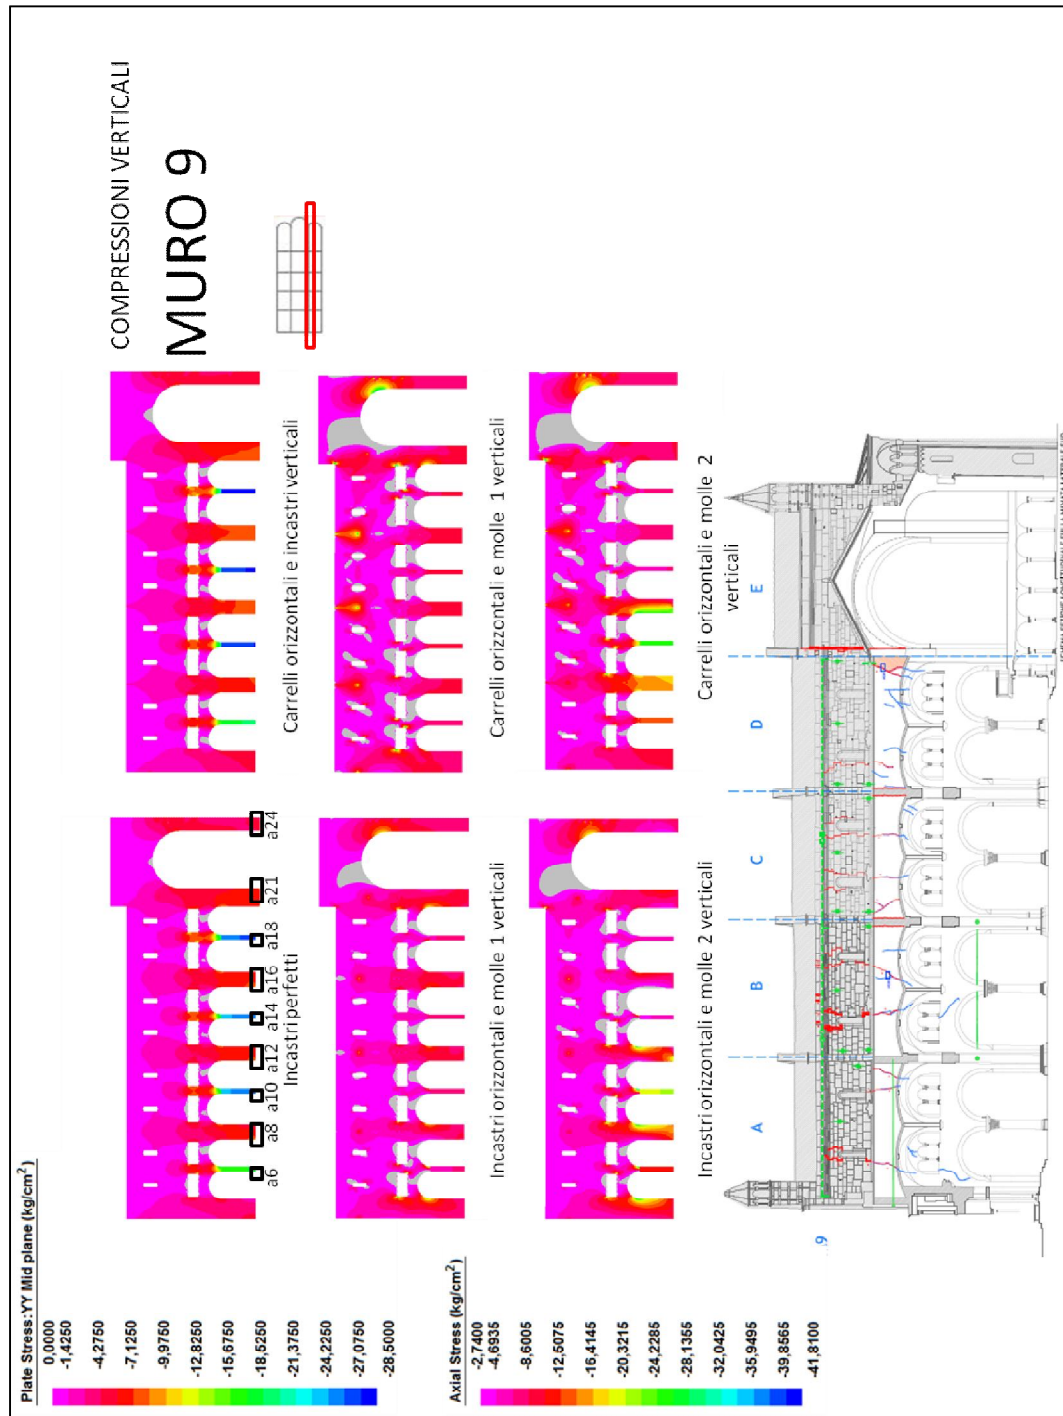 COMPRESSIONI VERTICALI
MURO 9
Plate Stress:YY Mid plane (kg/cm²)
0,0000
-1,4250
-4,2750
-7,1250
-9,9750
-12,8250
-15,6750
-18,5250
-21,3750
-24,2250
-27,0750
-28,5000
Axial Stress (kg/cm²)
-2,7400
-4,6935
-8,6005
-12,5075
-16,4145
-20,3215
-24,2285
-28,1355
-32,0425
-35,9495
-39,8565
-41,8100
a6
a8
a10
a12
a14
a16
a18
a21
a24
Incastri perfetti
Carrelli orizzontali e incastri verticali
Incastri orizzontali e molle 1 verticali
Carrelli orizzontali e molle 1 verticali
Incastri orizzontali e molle 2 verticali
Carrelli orizzontali e molle 2
verticali
A
B
C
D
E